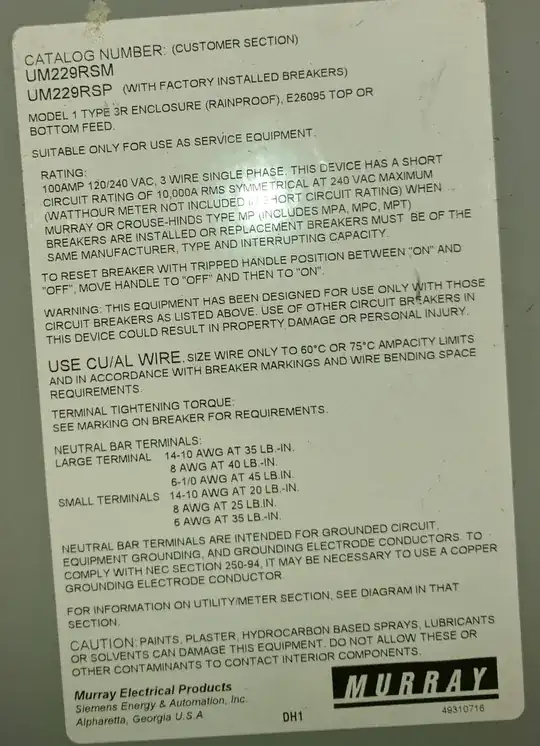 CATALOG NUMBER: (CUSTOMER SECTION)
UM229RSM
UM229RSP (WITH FACTORY INSTALLED BREAKERS)
MODEL 1 TYPE 3R ENCLOSURE (RAINPROOF), E26095 TOP OR
BOTTOM FEED.
SUITABLE ONLY FOR USE AS SERVICE EQUIPMENT.
RATING:
100AMP 120/240 VAC, 3 WIRE SINGLE PHASE. THIS DEVICE HAS A SHORT
CIRCUIT RATING OF 10,000A RMS SYMMETRICAL AT 240 VAC MAXIMUM
(WATTHOUR METER NOT INCLUDED IN SHORT CIRCUIT RATING) WHEN
MURRAY OR CROUSE-HINDS TYPE MP (INCLUDES MPA, MPC, MPT)
BREAKERS ARE INSTALLED OR REPLACEMENT BREAKERS MUST BE OF THE
SAME MANUFACTURER, TYPE AND INTERRUPTING CAPACITY.
TO RESET BREAKER WITH TRIPPED HANDLE POSITION BETWEEN "ON" AND
"OFF", MOVE HANDLE TO "OFF" AND THEN TO "ON".
WARNING: THIS EQUIPMENT HAS BEEN DESIGNED FOR USE ONLY WITH THOSE
CIRCUIT BREAKERS AS LISTED ABOVE. USE OF OTHER CIRCUIT BREAKERS IN
THIS DEVICE COULD RESULT IN PROPERTY DAMAGE OR PERSONAL INJURY.
USE CU/AL WIRE. SIZE WIRE ONLY TO 60°C OR 75°C AMPACITY LIMITS
AND IN ACCORDANCE WITH BREAKER MARKINGS AND WIRE BENDING SPACE
REQUIREMENTS.
TERMINAL TIGHTENING TORQUE:
SEE MARKING ON BREAKER FOR REQUIREMENTS.
NEUTRAL BAR TERMINALS:
LARGE TERMINAL 14-10 AWG AT 35 LB.-IN.
8 AWG AT 40 LB.-IN.
6-1/0 AWG AT 45 LB.IN.
SMALL TERMINALS 14-10 AWG AT 20 LB.-IN.
8 AWG AT 25 LB.IN.
6 AWG AT 35 LB.-IN.
NEUTRAL BAR TERMINALS ARE INTENDED FOR GROUNDED CIRCUIT,
EQUIPMENT GROUNDING, AND GROUNDING ELECTRODE CONDUCTORS. TO
COMPLY WITH NEC SECTION 250-94, IT MAY BE NECESSARY TO USE A COPPER
GROUNDING ELECTRODE CONDUCTOR
FOR INFORMATION ON UTILITY/METER SECTION, SEE DIAGRAM IN THAT
SECTION.
CAUTION: PAINTS, PLASTER, HYDROCARBON BASED SPRAYS, LUBRICANTS
OR SOLVENTS CAN DAMAGE THIS EQUIPMENT. DO NOT ALLOW THESE OR
OTHER CONTAMINANTS TO CONTACT INTERIOR COMPONENTS.
Murray Electrical Products
Siemens Energy & Automation, Inc.
Alpharetta, Georgia U.S.A
DH1
MURRAY
49310716